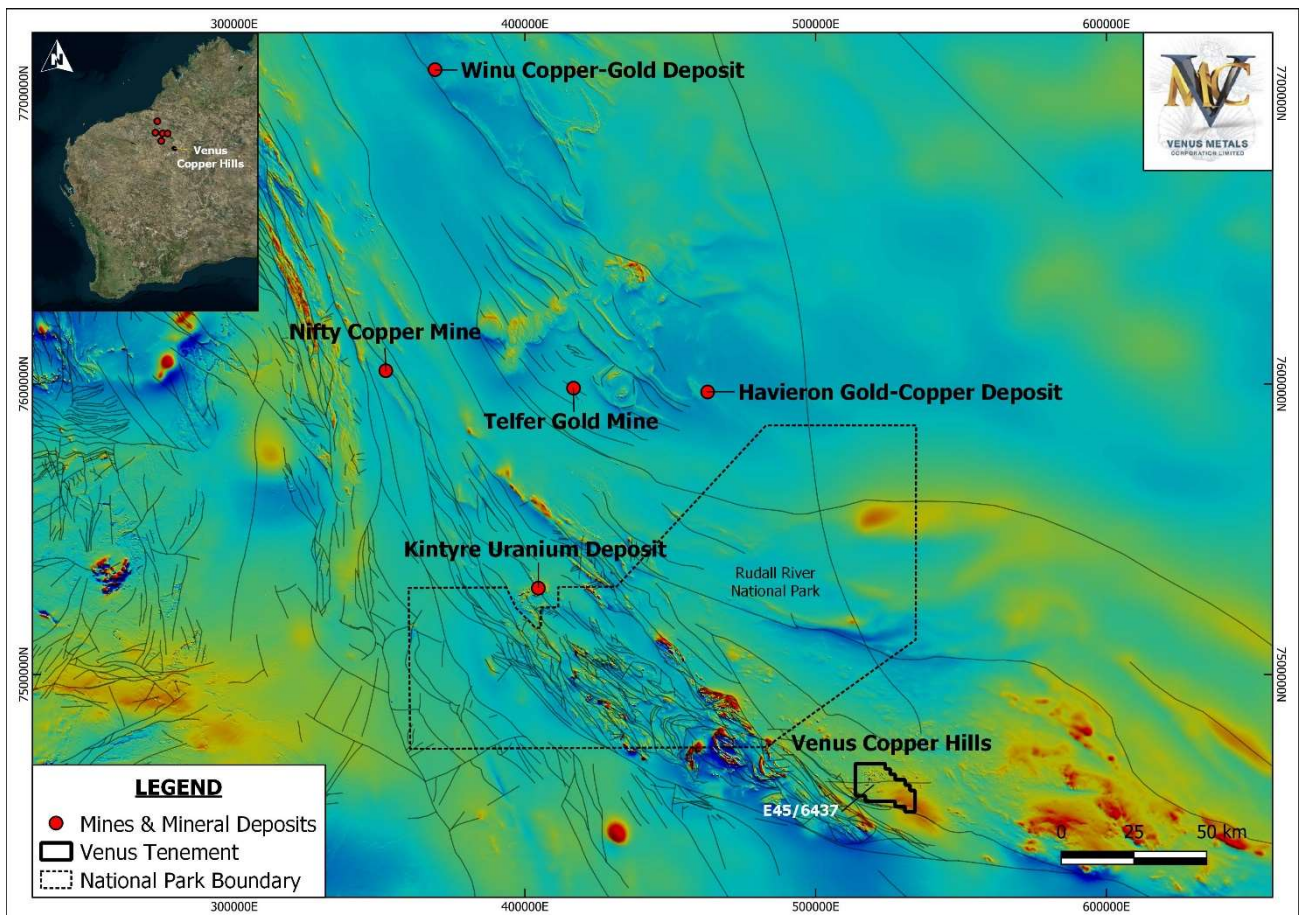 300000E
400000E
500000E
600000E
N
Venus
Copper Hills
Winu Copper-Gold Deposit
VMC
VENUS METALS
CORPORATION LIMITED
7700000N
7700000N
Nifty Copper Mine
7600000N
7600000N
Havieron Gold-Copper Deposit
Telfer Gold Mine
Kintyre Uranium Deposit
Rudall River
National Park
7500000N
7500000N
Venus Copper Hills
E45/6437
LEGEND
Mines & Mineral Deposits
Venus Tenement
National Park Boundary
0 25 50 km
300000E
400000E
500000E
600000E